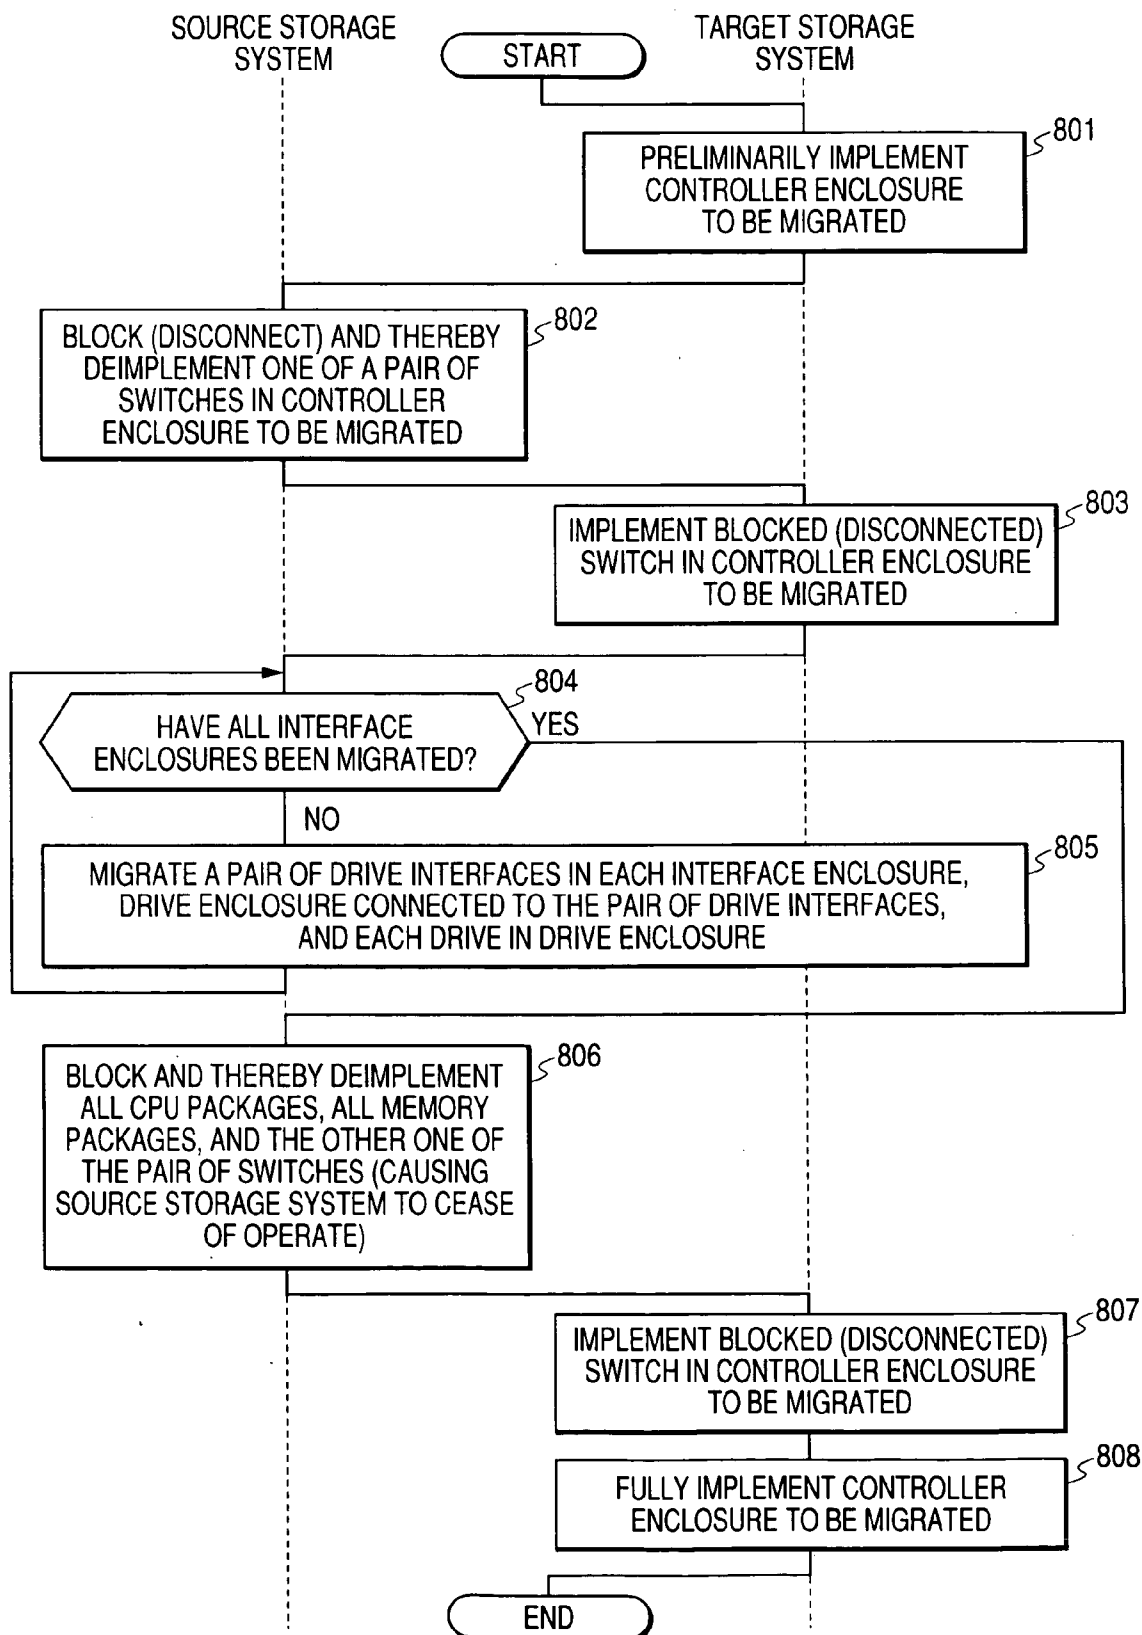 SOURCE STORAGE
SYSTEM
START
TARGET STORAGE
SYSTEM
801
PRELIMINARILY IMPLEMENT
CONTROLLER ENCLOSURE
TO BE MIGRATED
802
BLOCK (DISCONNECT) AND THEREBY
DEIMPLEMENT ONE OF A PAIR OF
SWITCHES IN CONTROLLER
ENCLOSURE TO BE MIGRATED
803
IMPLEMENT BLOCKED (DISCONNECTED)
SWITCH IN CONTROLLER ENCLOSURE
TO BE MIGRATED
804
HAVE ALL INTERFACE
ENCLOSURES BEEN MIGRATED?
YES
NO
805
MIGRATE A PAIR OF DRIVE INTERFACES IN EACH INTERFACE ENCLOSURE,
DRIVE ENCLOSURE CONNECTED TO THE PAIR OF DRIVE INTERFACES,
AND EACH DRIVE IN DRIVE ENCLOSURE
806
BLOCK AND THEREBY DEIMPLEMENT
ALL CPU PACKAGES, ALL MEMORY
PACKAGES, AND THE OTHER ONE OF
THE PAIR OF SWITCHES (CAUSING
SOURCE STORAGE SYSTEM TO CEASE
OF OPERATE)
807
IMPLEMENT BLOCKED (DISCONNECTED)
SWITCH IN CONTROLLER ENCLOSURE
TO BE MIGRATED
808
FULLY IMPLEMENT CONTROLLER
ENCLOSURE TO BE MIGRATED
END